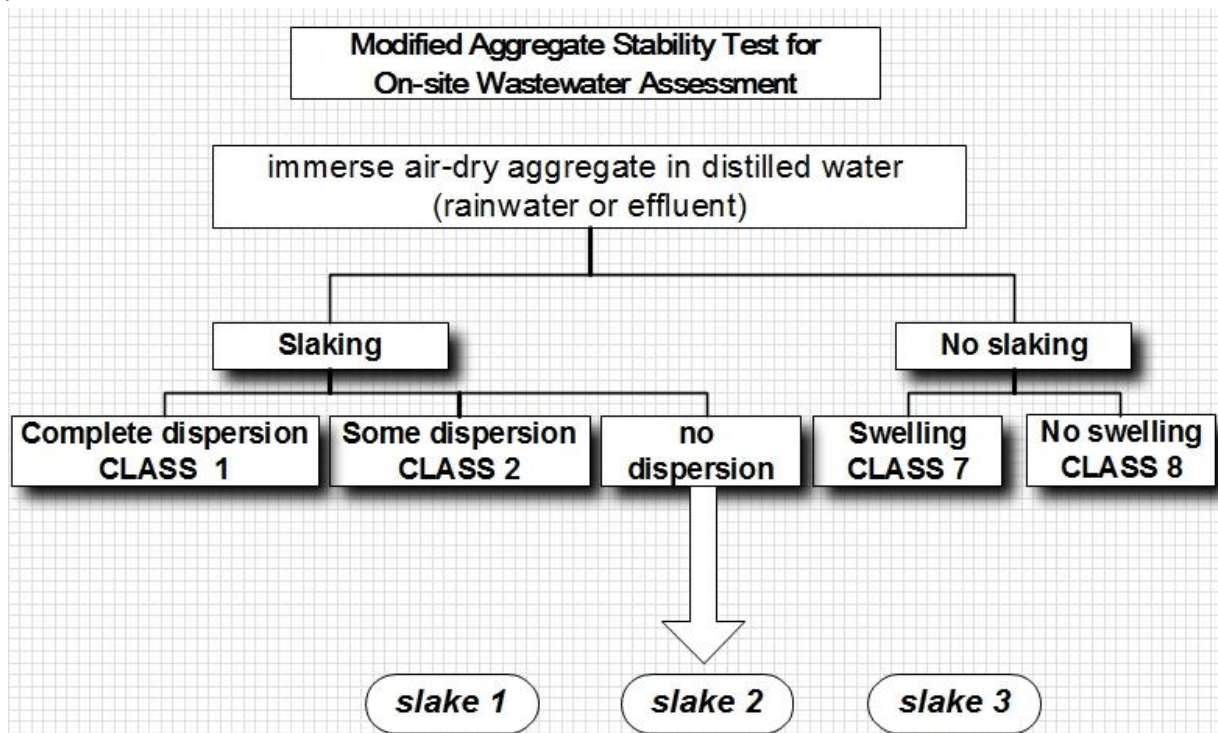 Modified Aggregate Stability Test for
On-site Wastewater Assessment
immerse air-dry aggregate in distilled water
(rainwater or effluent)
Slaking
No slaking
Complete dispersion
CLASS 1
Some dispersion
CLASS 2
no
dispersion
Swelling
CLASS 7
No swelling
CLASS 8
slake 1
slake 2
slake 3